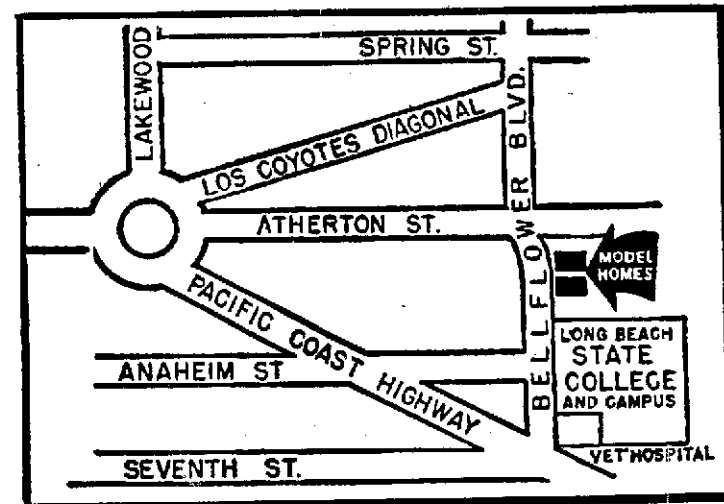 SPRING ST.
LAKEWOOD
LOS COYOTES DIAGONAL
BELLFLOWER BLVD.
ATHERTON ST.
MODEL
HOMES
PACIFIC COAST HIGHWAY
LONG BEACH
STATE
COLLEGE
AND CAMPUS
ANAHEIM ST
VET HOSPITAL
SEVENTH ST.